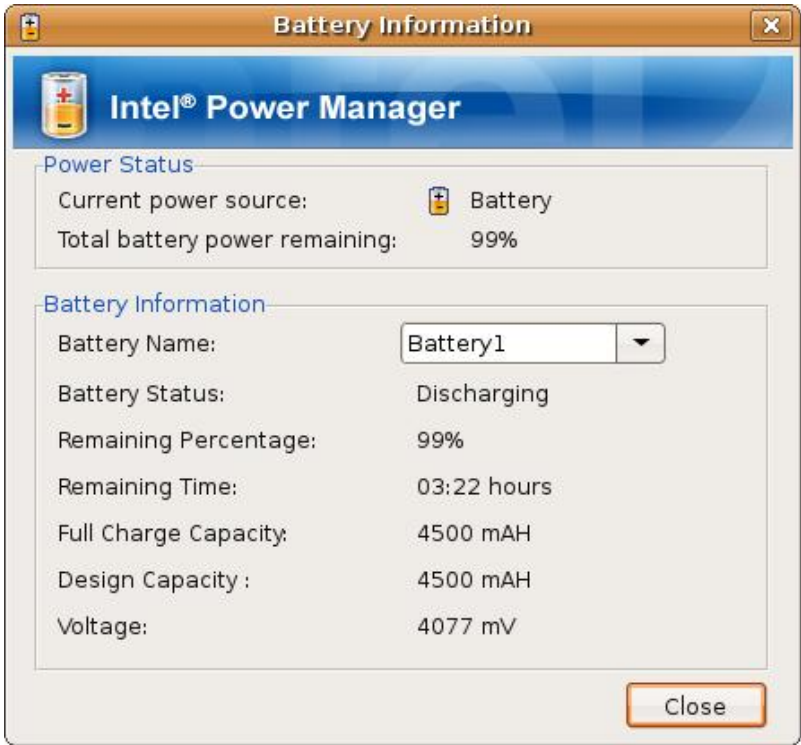 Battery Information
Intel® Power Manager
Power Status
Current power source: Battery
Total battery power remaining: 99%
Battery Information
Battery Name: Battery1
Battery Status: Discharging
Remaining Percentage: 99%
Remaining Time: 03:22 hours
Full Charge Capacity: 4500 mAH
Design Capacity : 4500 mAH
Voltage: 4077 mV
Close